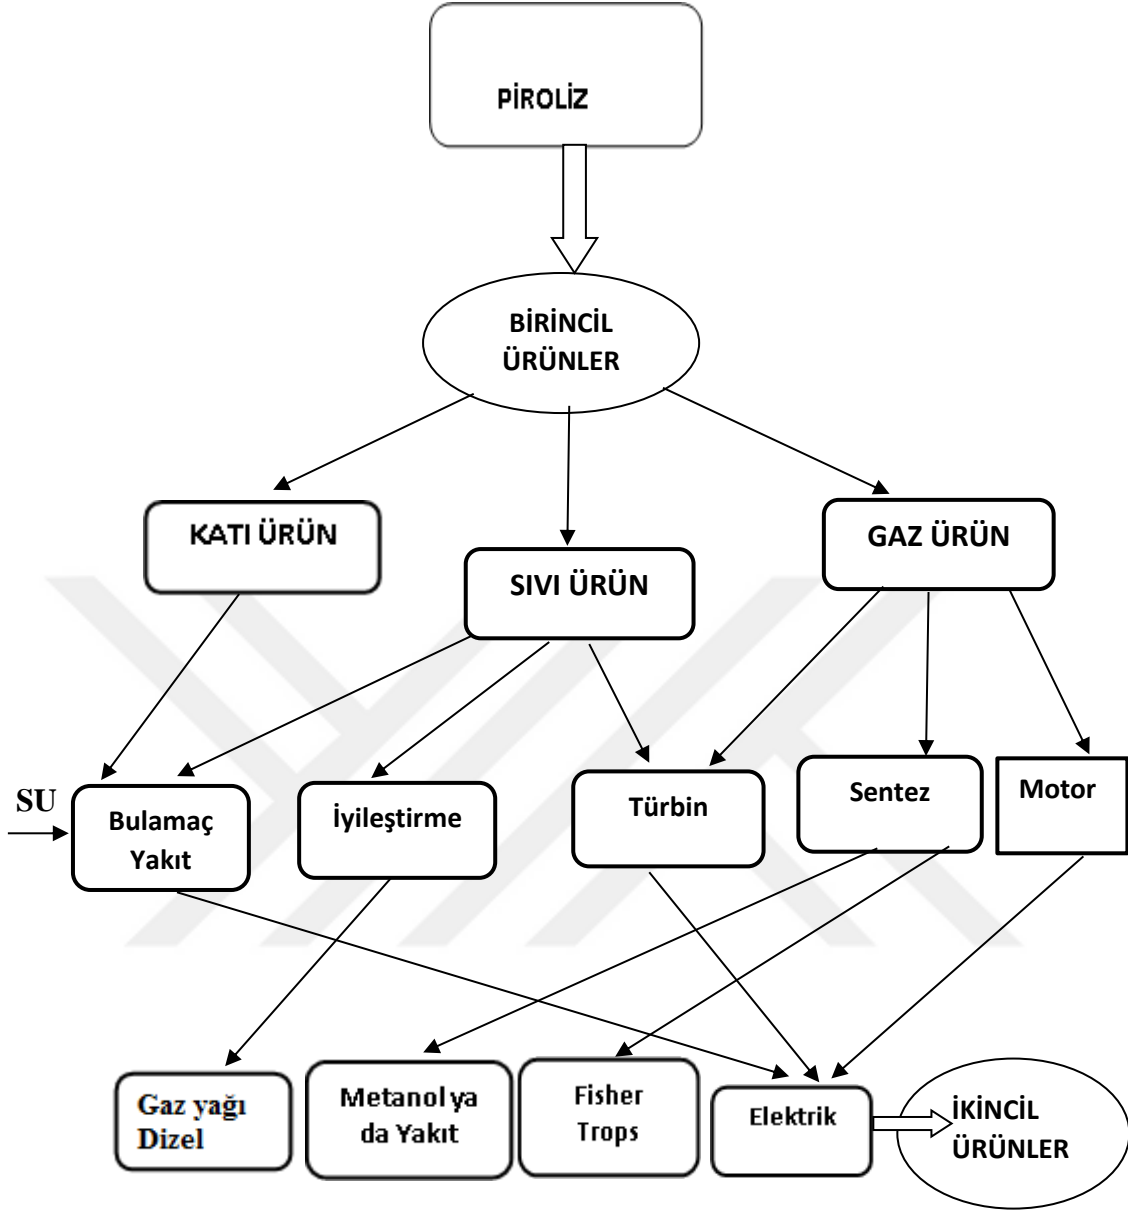 PİROLİZ
BİRİNCİL
ÜRÜNLER
KATI ÜRÜN
SIVI ÜRÜN
GAZ ÜRÜN
SU
Bulamaç
Yakıt
İyileştirme
Türbin
Sentez
Motor
Gaz yağı
Dizel
Metanol ya
da Yakıt
Fisher
Trops
Elektrik
İKİNCİL
ÜRÜNLER